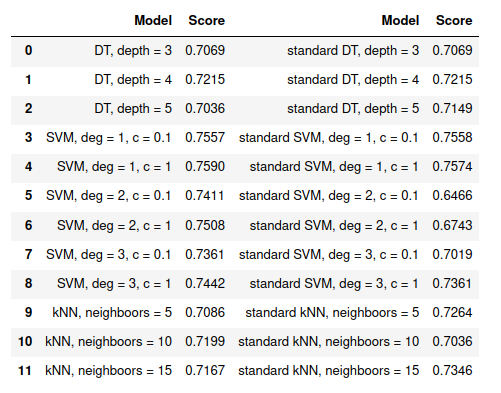 Model Score Model Score
0 DT, depth = 3 0.7069 standard DT, depth = 3 0.7069
1 DT, depth = 4 0.7215 standard DT, depth = 4 0.7215
2 DT, depth = 5 0.7036 standard DT, depth = 5 0.7149
3 SVM, deg = 1, c = 0.1 0.7557 standard SVM, deg = 1, c = 0.1 0.7558
4 SVM, deg = 1, c = 1 0.7590 standard SVM, deg = 1, c = 1 0.7574
5 SVM, deg = 2, c = 0.1 0.7411 standard SVM, deg = 2, c = 0.1 0.6466
6 SVM, deg = 2, c = 1 0.7508 standard SVM, deg = 2, c = 1 0.6743
7 SVM, deg = 3, c = 0.1 0.7361 standard SVM, deg = 3, c = 0.1 0.7019
8 SVM, deg = 3, c = 1 0.7442 standard SVM, deg = 3, c = 1 0.7361
9 kNN, neighboors = 5 0.7086 standard kNN, neighboors = 5 0.7264
10 kNN, neighboors = 10 0.7199 standard kNN, neighboors = 10 0.7036
11 kNN, neighboors = 15 0.7167 standard kNN, neighboors = 15 0.7346